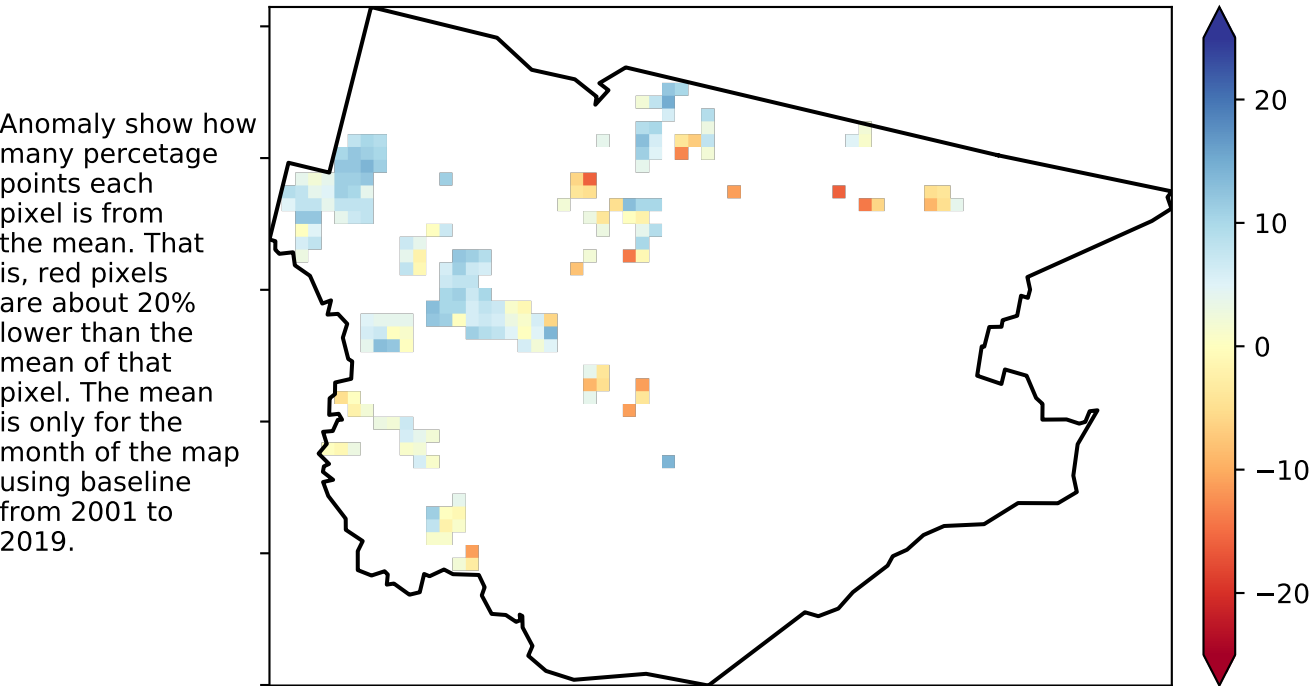 Anomaly show how
many percetage
points each
pixel is from
the mean. That
is, red pixels
are about 20%
lower than the
mean of that
pixel. The mean
is only for the
month of the map
using baseline
from 2001 to
2019.
20
10
0
−10
−20